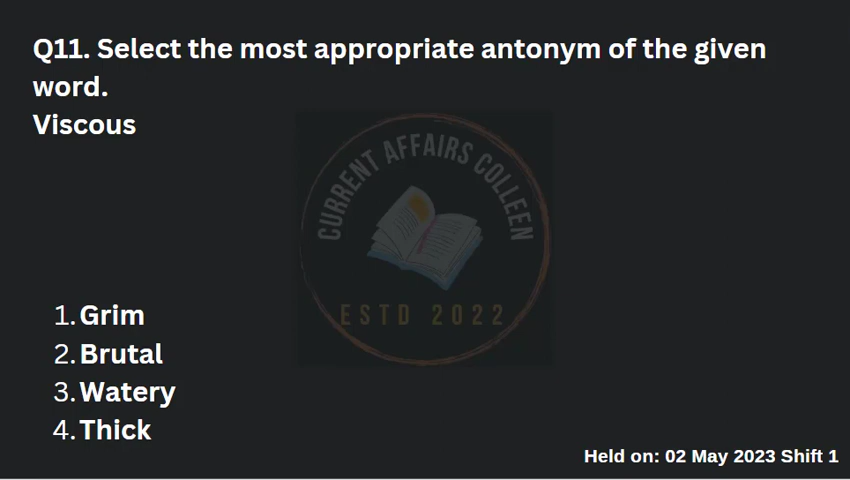 Q11. Select the most appropriate antonym of the given
word.
Viscous
CURRENT AFFAIRS COLLEEN
ESTD 2022
1. Grim
2. Brutal
3. Watery
4. Thick
Held on: 02 May 2023 Shift 1